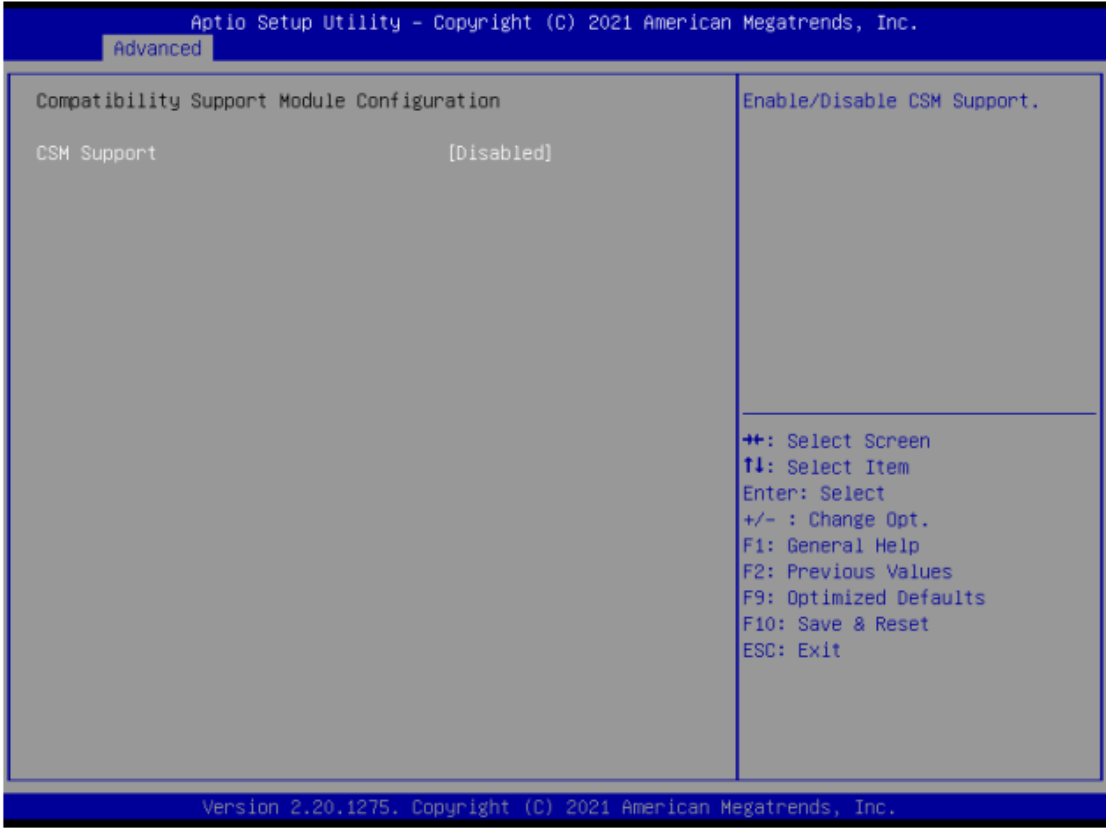 Aptio Setup Utility – Copyright (C) 2021 American Megatrends, Inc.
Advanced
Compatibility Support Module Configuration
CSM Support [Disabled]
Enable/Disable CSM Support.
→←: Select Screen
↑↓: Select Item
Enter: Select
+/- : Change Opt.
F1: General Help
F2: Previous Values
F9: Optimized Defaults
F10: Save & Reset
ESC: Exit
Version 2.20.1275. Copyright (C) 2021 American Megatrends, Inc.